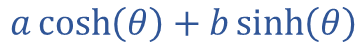 a cosh(θ) + b sinh(θ)